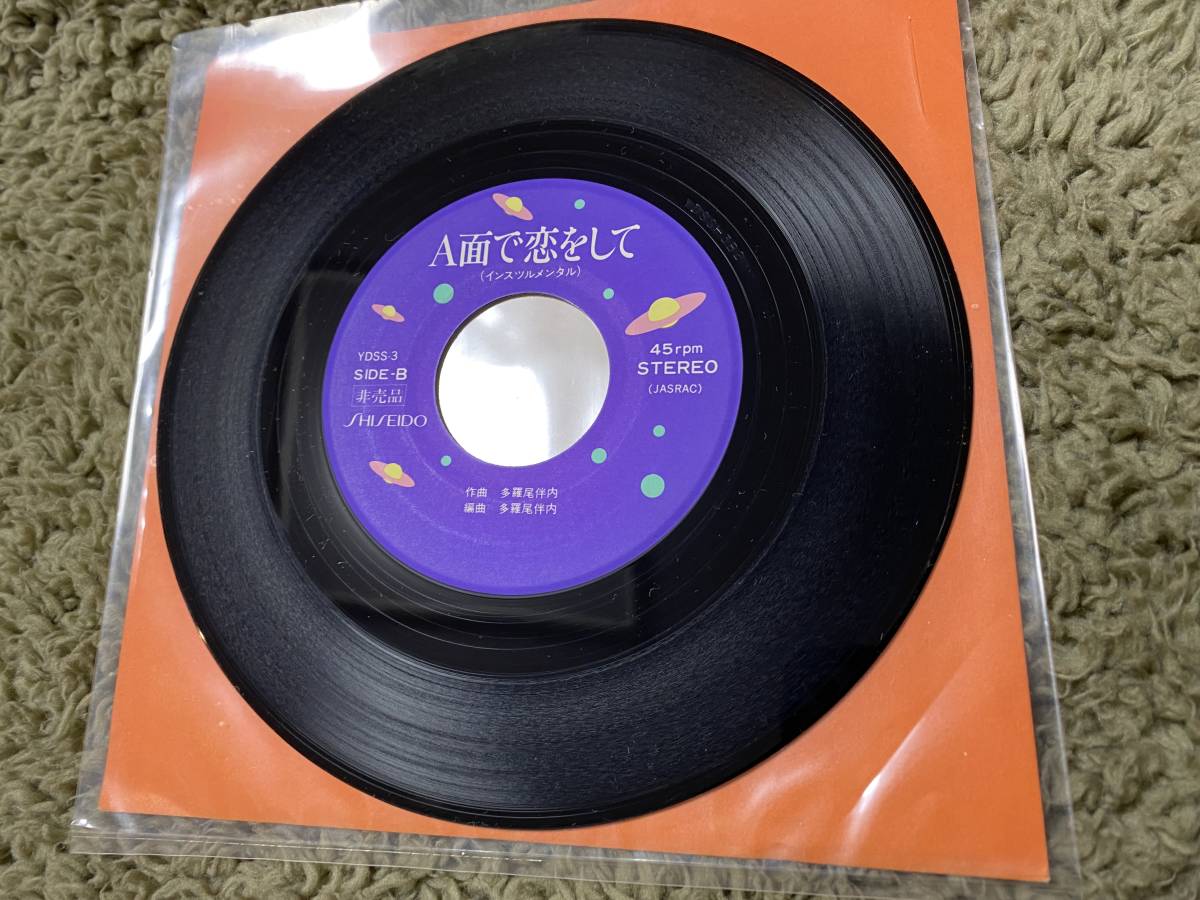 A面で恋をして
(インスツルメンタル)
YDSS-3
SIDE-B
非売品
SHISEIDO
45rpm
STEREO
(JASRAC)
作曲 多羅尾伴内
編曲 多羅尾伴内